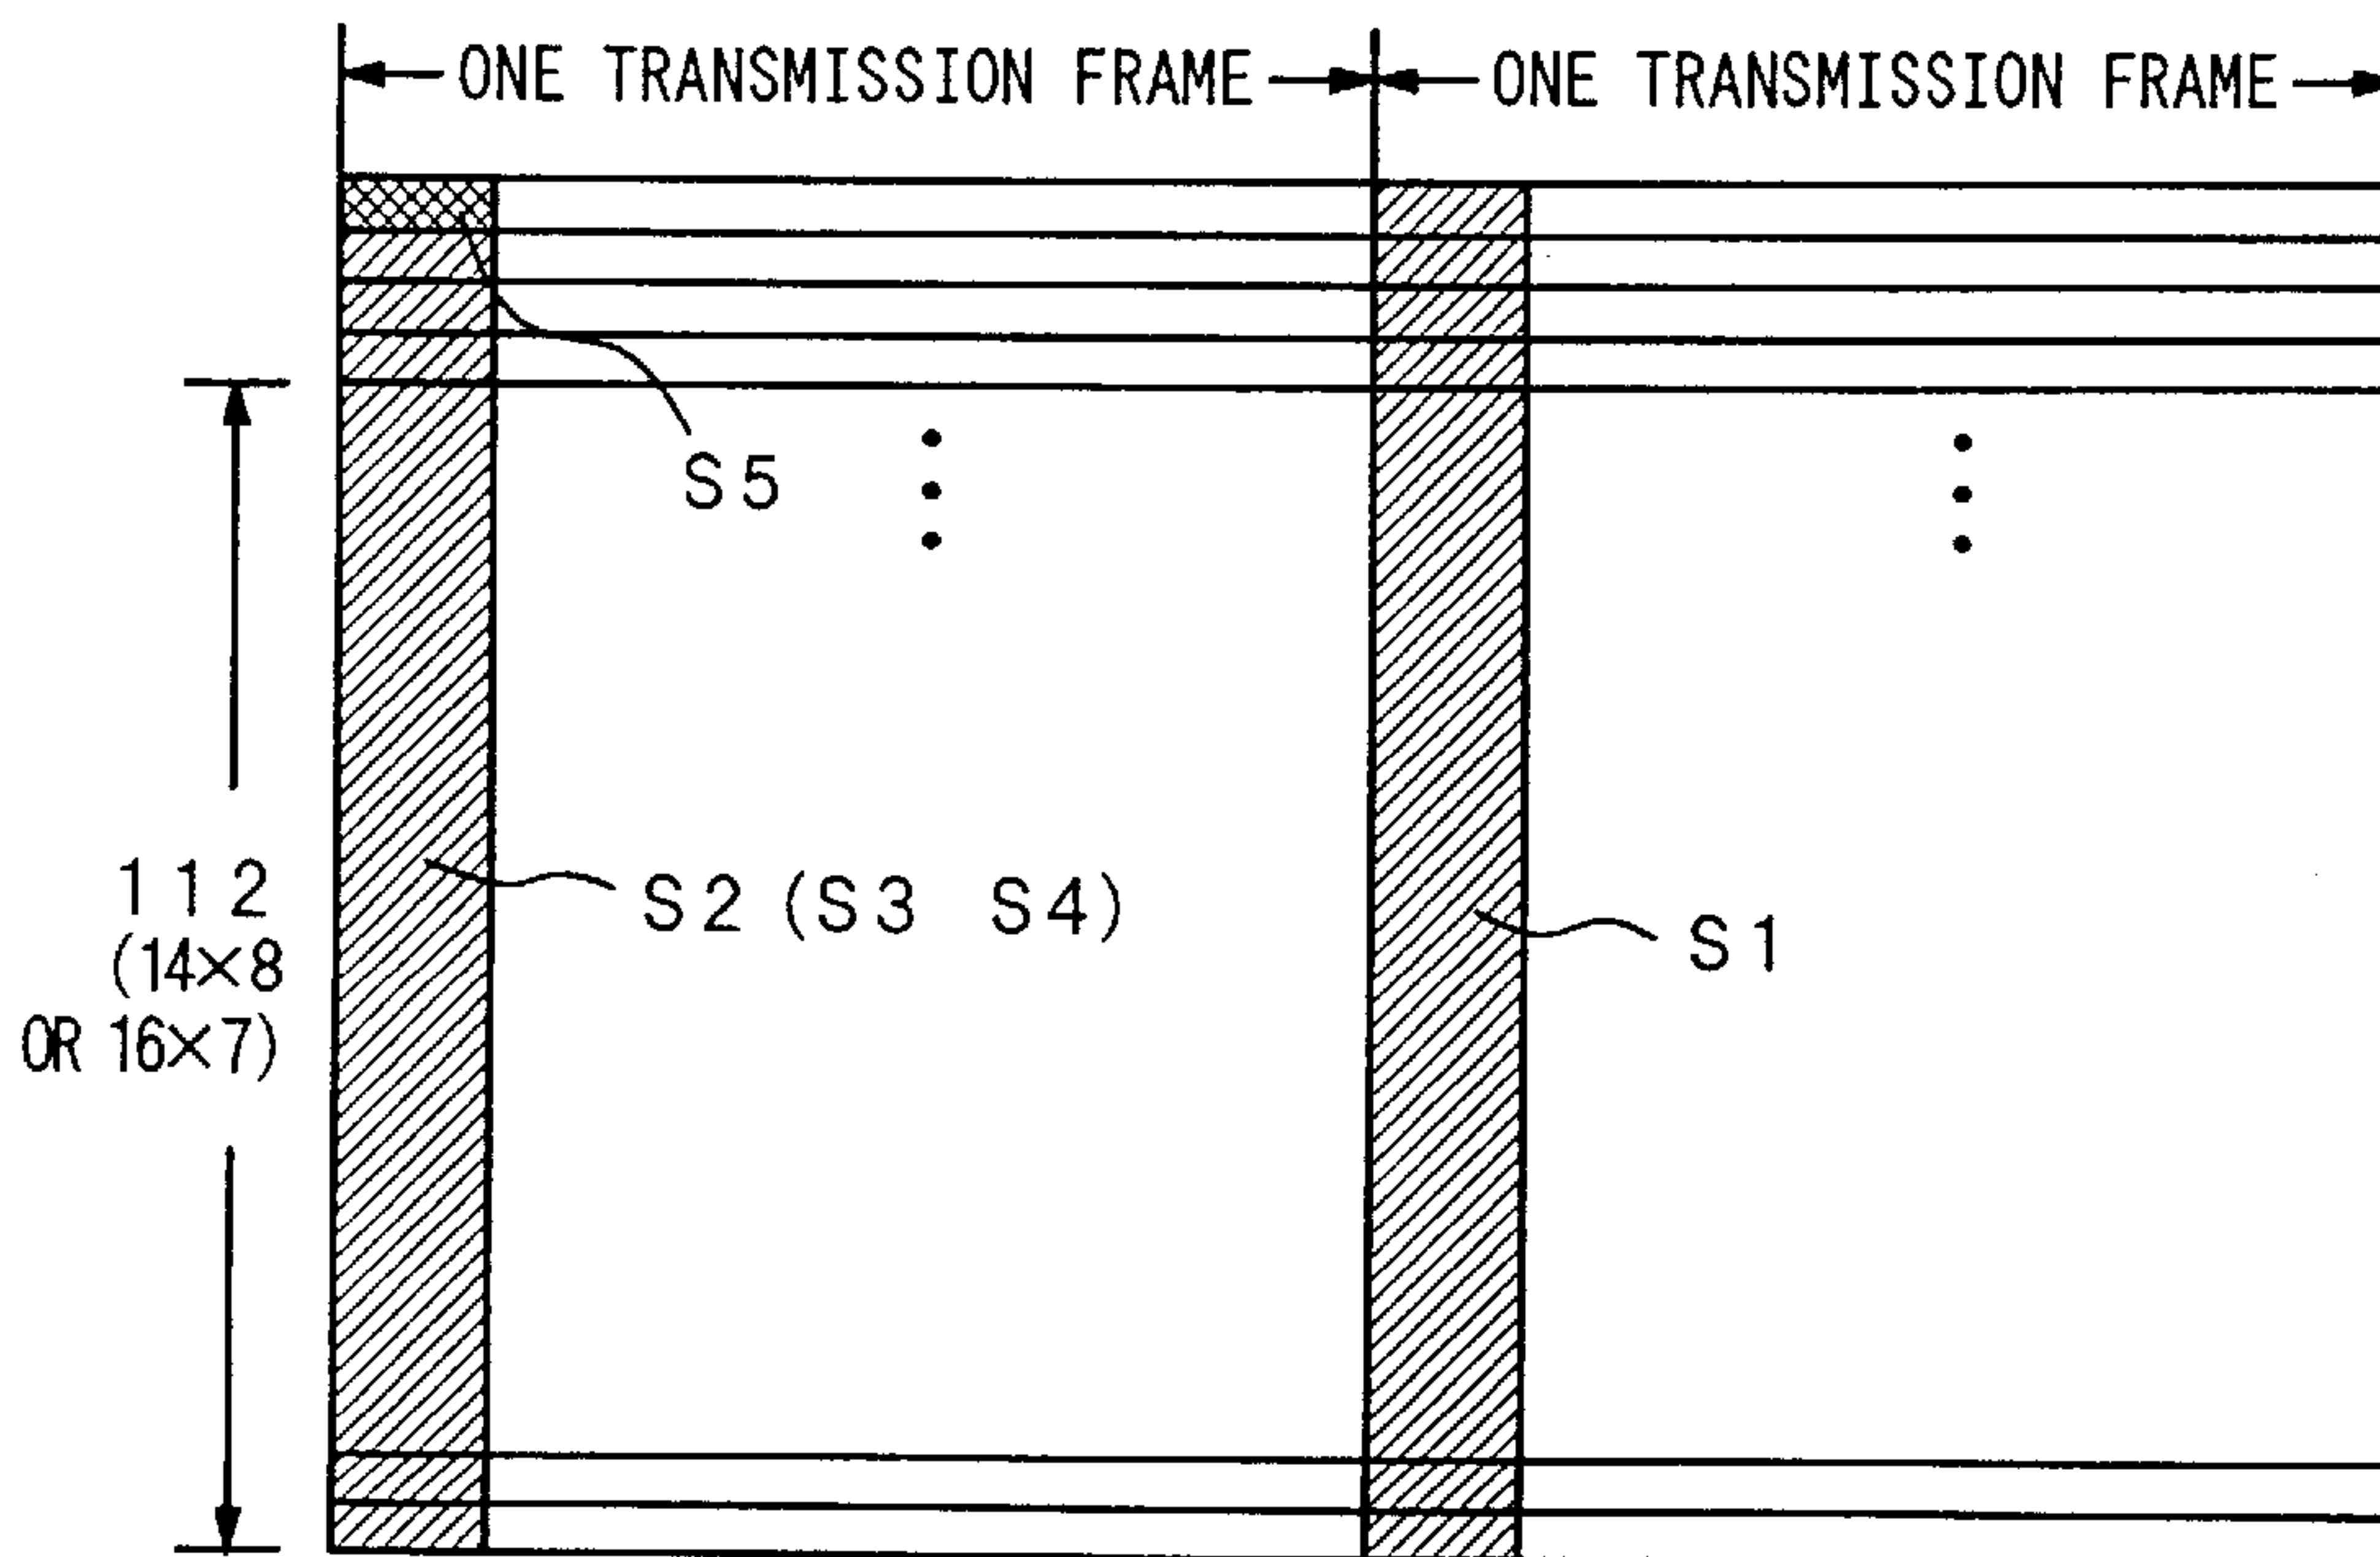 ONE TRANSMISSION FRAME
ONE TRANSMISSION FRAME
S5
112
(14×8
OR 16×7)
S2 (S3 S4)
S1